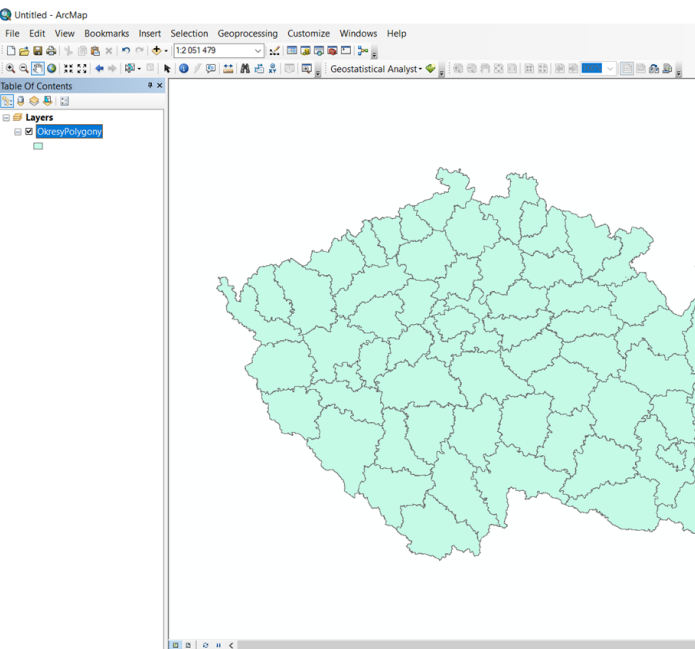 Untitled - ArcMap
File Edit View Bookmarks Insert Selection Geoprocessing Customize Windows Help
1:2 051 479
Geostatistical Analyst
Table Of Contents
Layers
OkresyPolygony